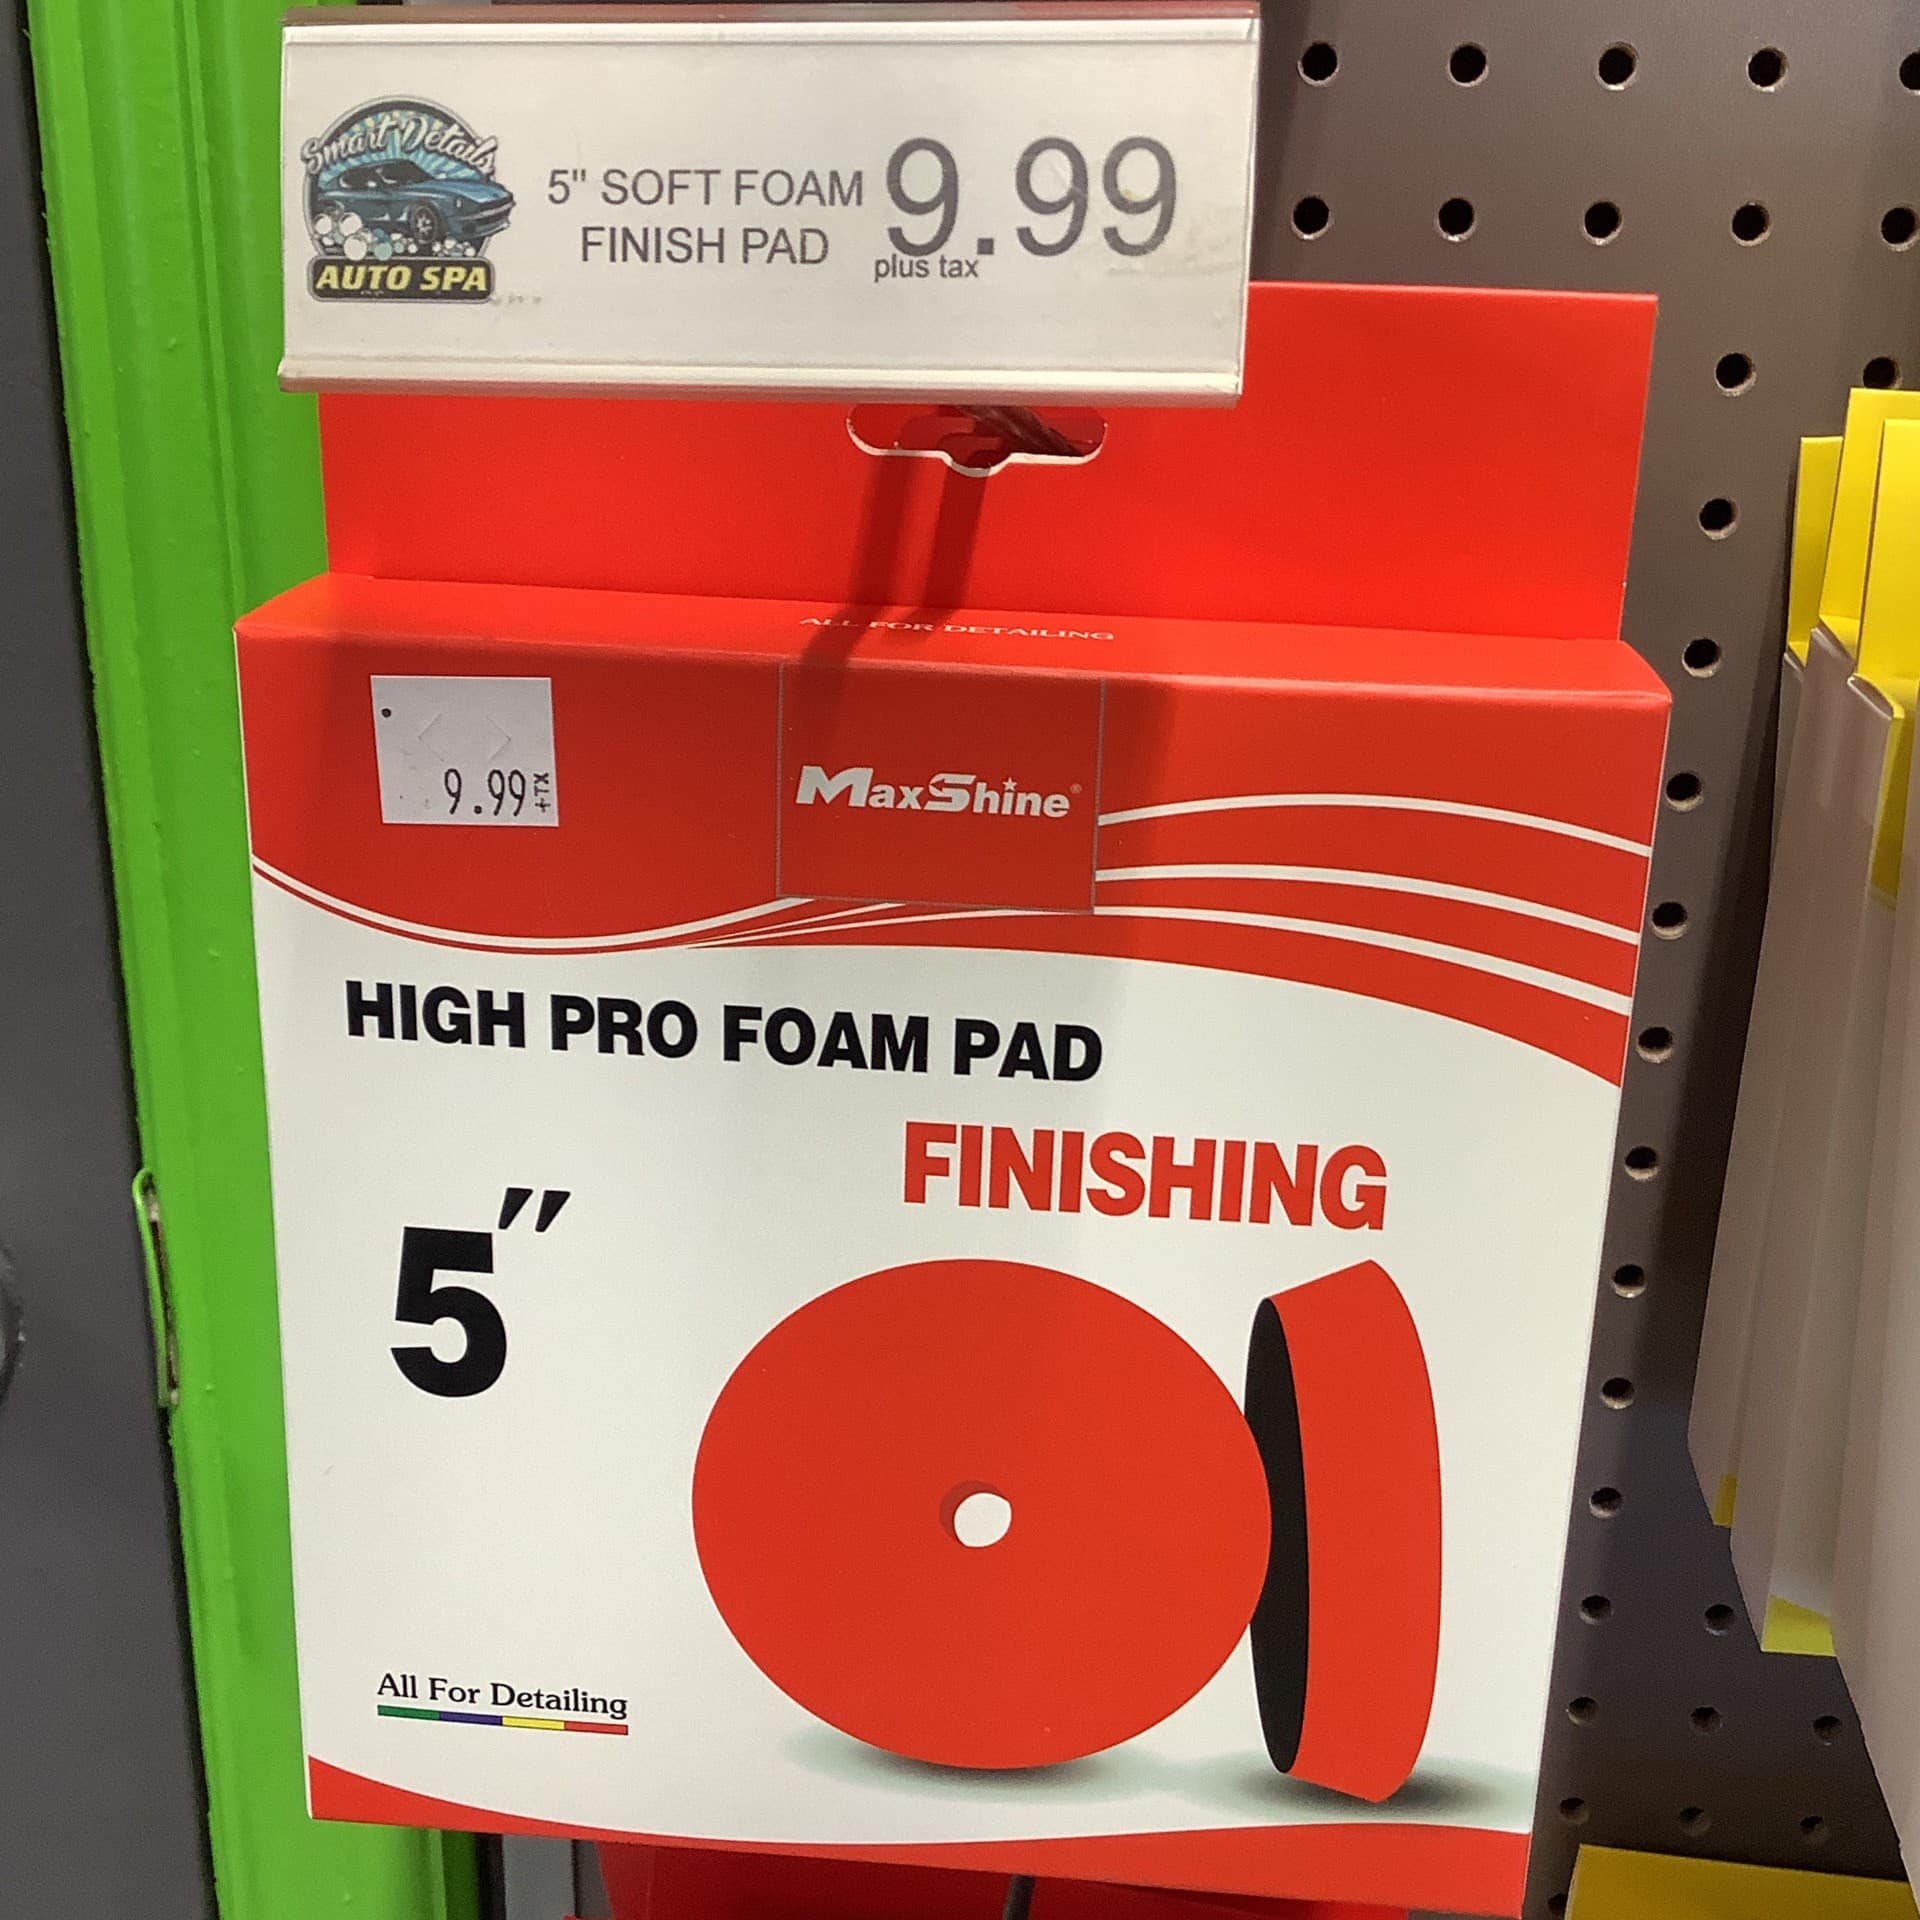 Smart Details
AUTO SPA
5" SOFT FOAM
FINISH PAD
9.99
plus tax
ALL FOR DETAILING
9.99 +TX
MaxShine®
HIGH PRO FOAM PAD
FINISHING
5"
All For Detailing